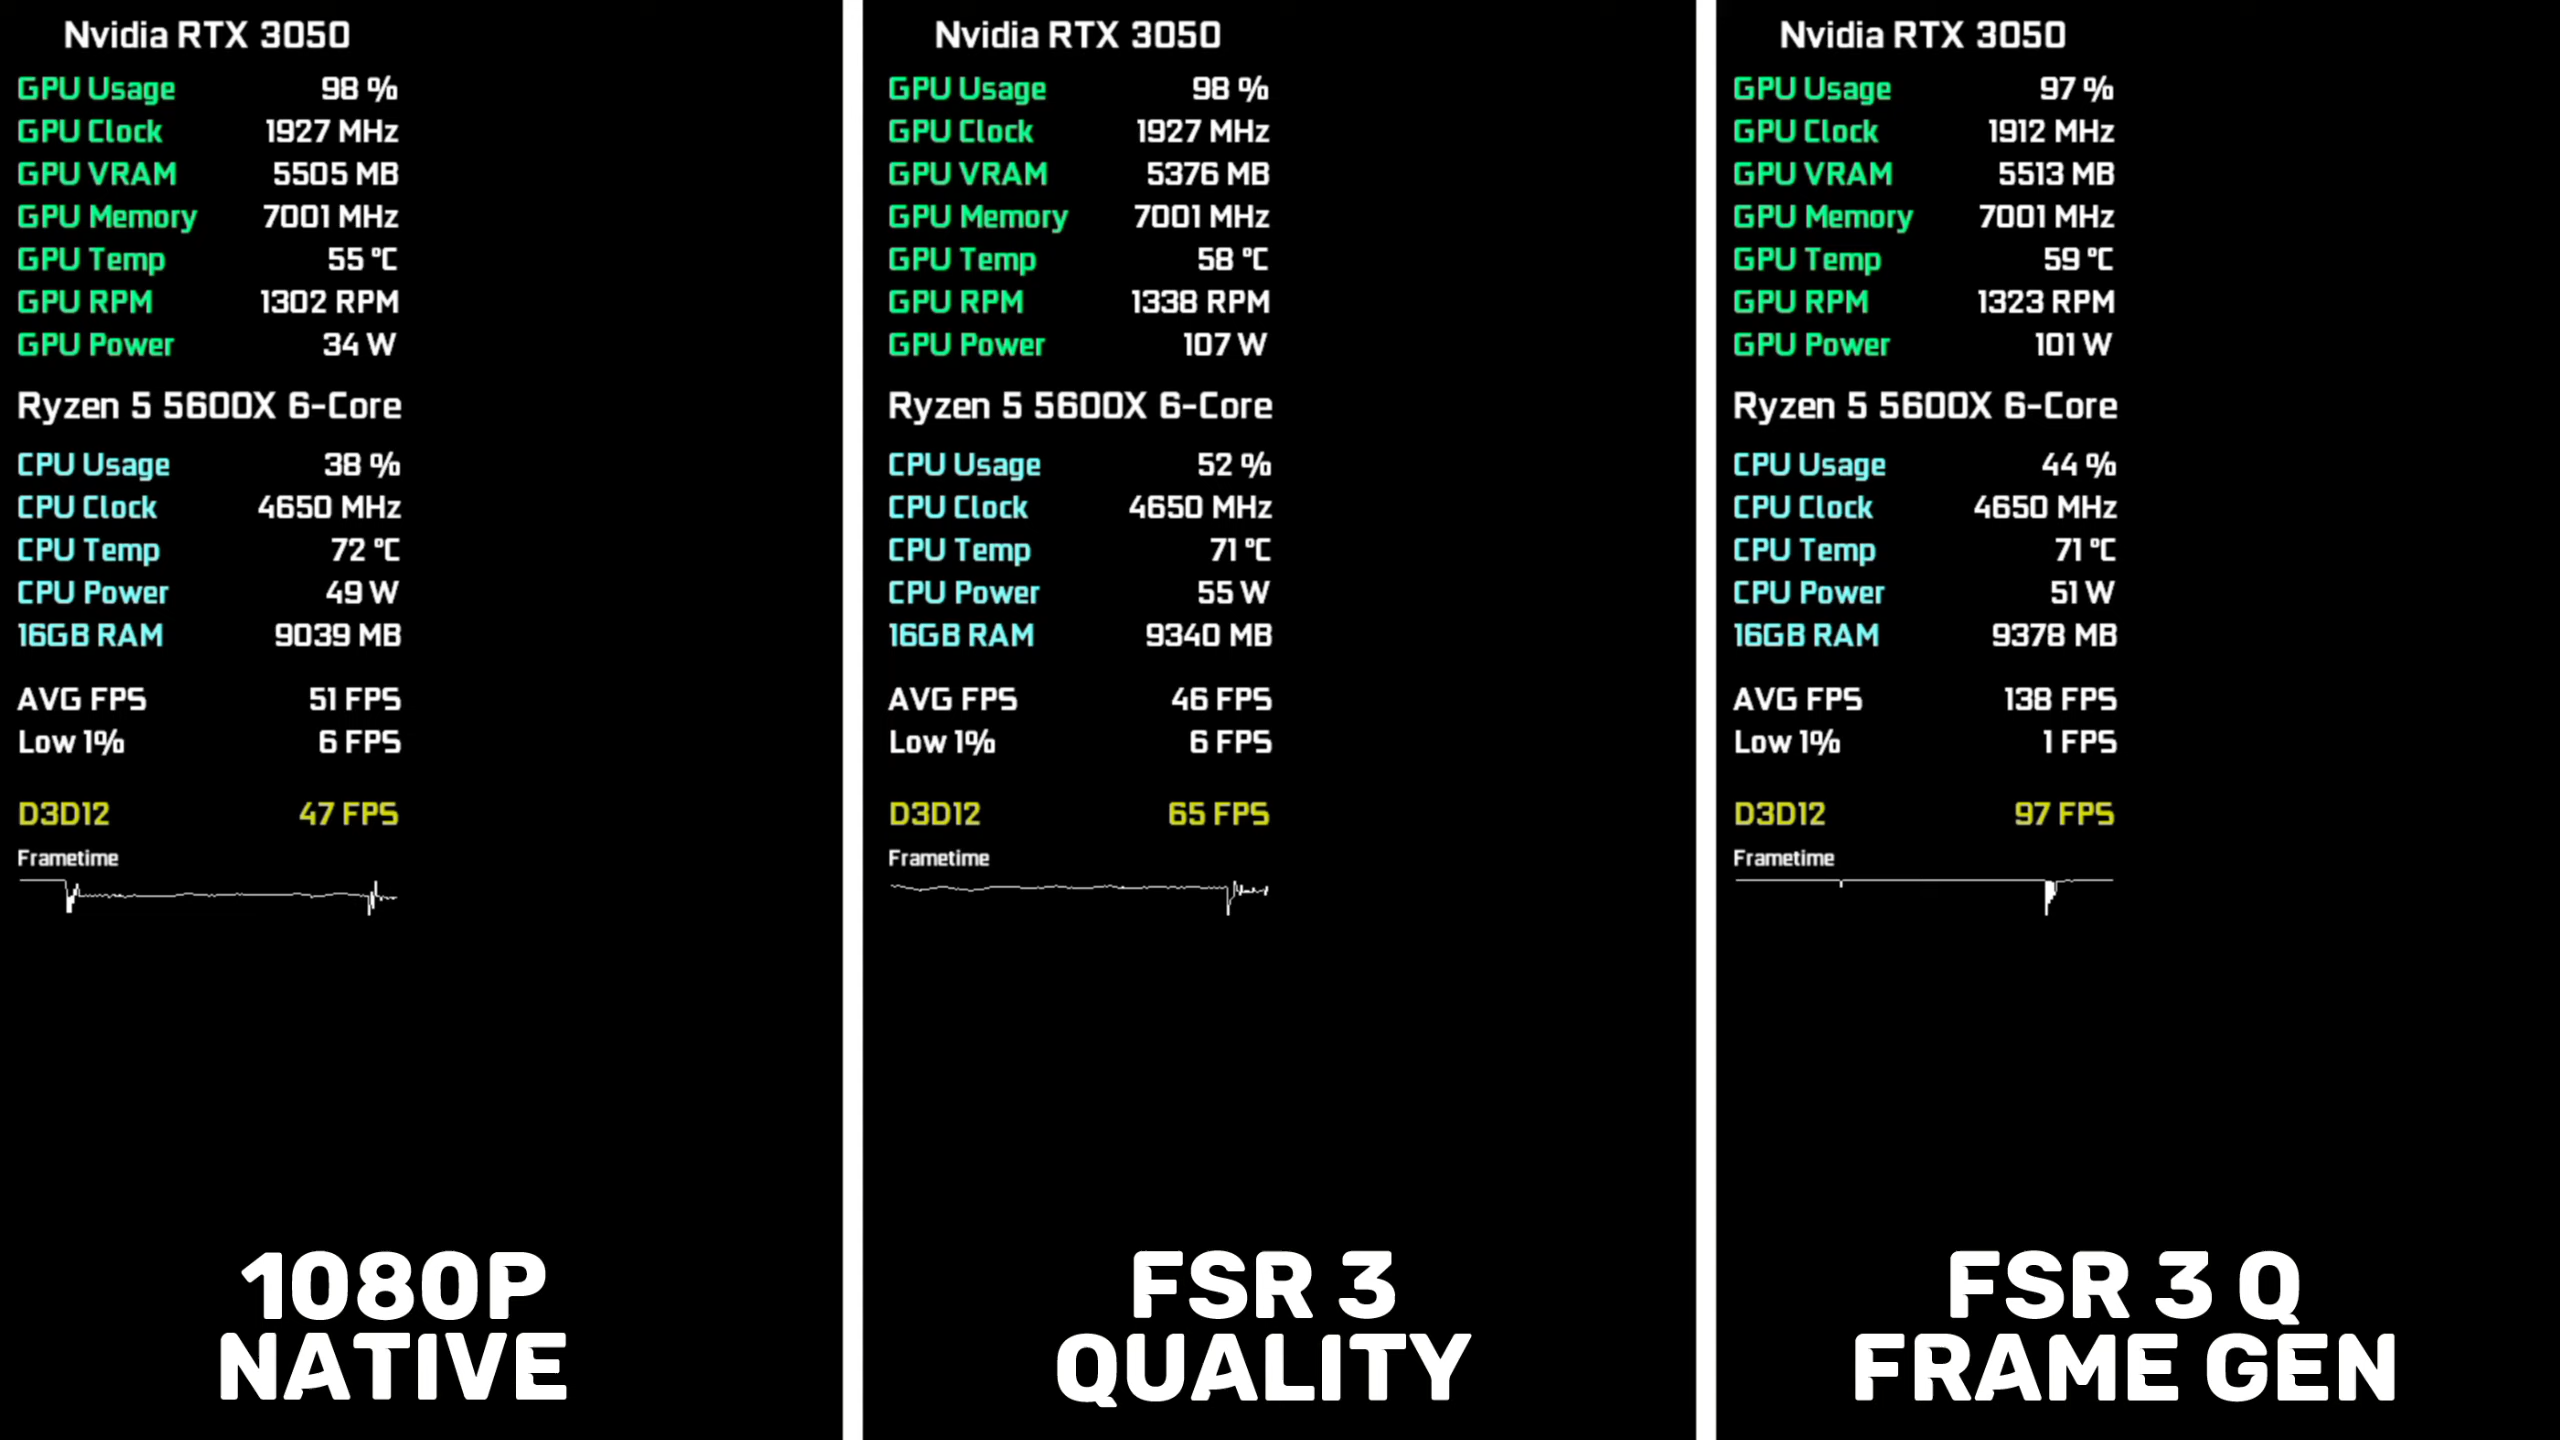 Nvidia RTX 3050
GPU Usage 98 %
GPU Clock 1927 MHz
GPU VRAM 5505 MB
GPU Memory 7001 MHz
GPU Temp 55 °C
GPU RPM 1302 RPM
GPU Power 34 W
Ryzen 5 5600X 6-Core
CPU Usage 38 %
CPU Clock 4650 MHz
CPU Temp 72 °C
CPU Power 49 W
16GB RAM 9039 MB
AVG FPS 51 FPS
Low 1% 6 FPS
D3D12 47 FPS
Frametime
1080P
NATIVE
Nvidia RTX 3050
GPU Usage 98 %
GPU Clock 1927 MHz
GPU VRAM 5376 MB
GPU Memory 7001 MHz
GPU Temp 58 °C
GPU RPM 1338 RPM
GPU Power 107 W
Ryzen 5 5600X 6-Core
CPU Usage 52 %
CPU Clock 4650 MHz
CPU Temp 71 °C
CPU Power 55 W
16GB RAM 9340 MB
AVG FPS 46 FPS
Low 1% 6 FPS
D3D12 65 FPS
Frametime
FSR 3
QUALITY
Nvidia RTX 3050
GPU Usage 97 %
GPU Clock 1912 MHz
GPU VRAM 5513 MB
GPU Memory 7001 MHz
GPU Temp 59 °C
GPU RPM 1323 RPM
GPU Power 101 W
Ryzen 5 5600X 6-Core
CPU Usage 44 %
CPU Clock 4650 MHz
CPU Temp 71 °C
CPU Power 51 W
16GB RAM 9378 MB
AVG FPS 138 FPS
Low 1% 1 FPS
D3D12 97 FPS
Frametime
FSR 3 Q
FRAME GEN